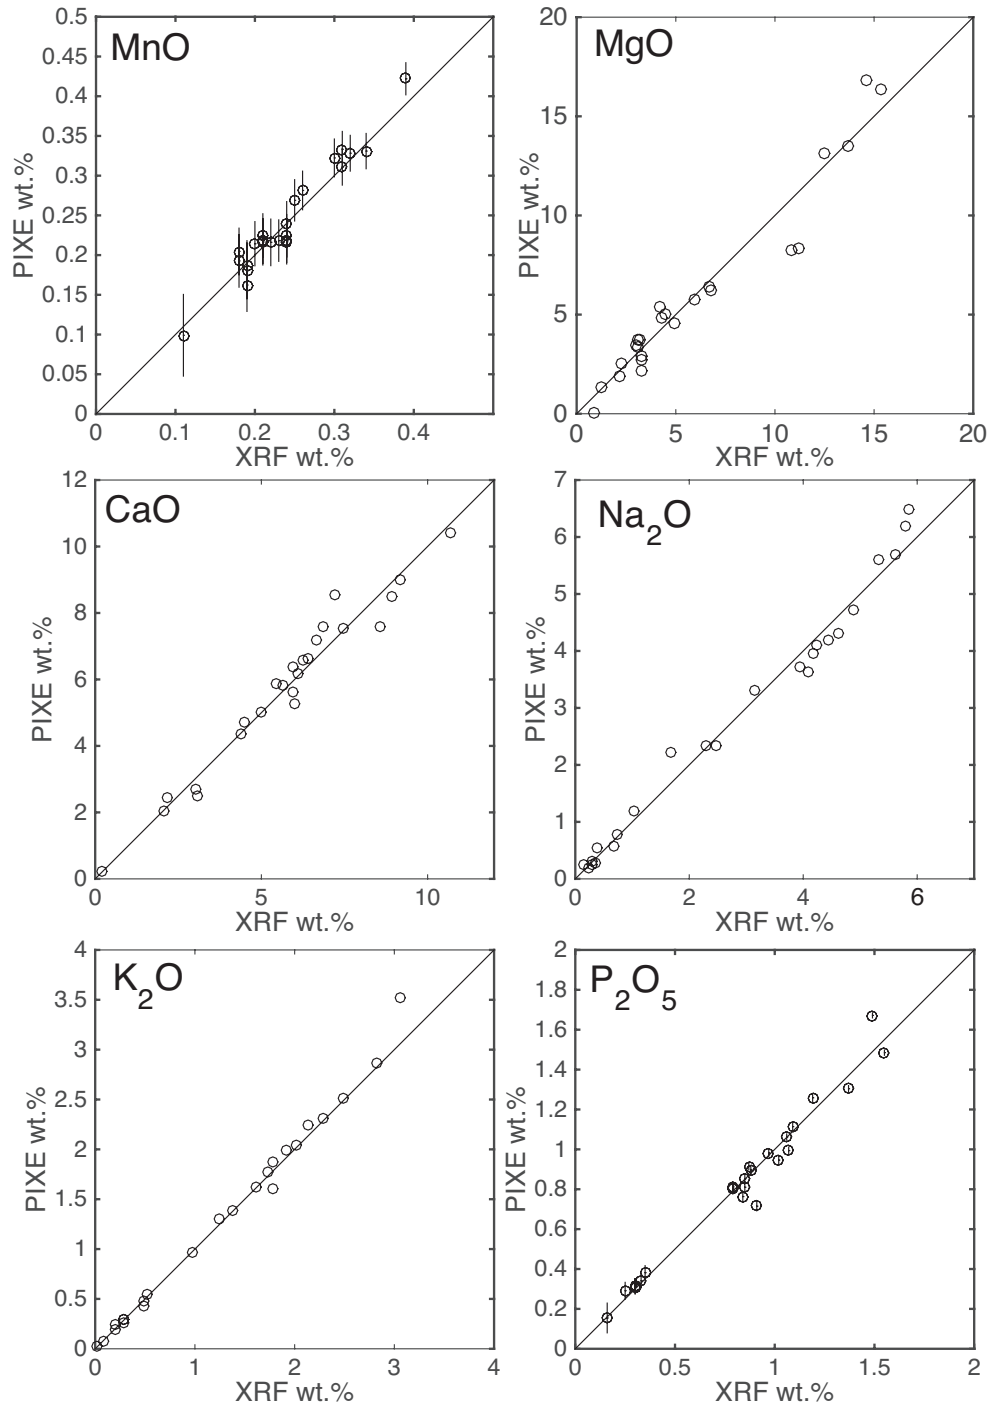 MnO
0.5
0.45
0.4
0.35
0.3
0.25
0.2
0.15
0.1
0.05
0
PIXE wt.%
0 0.1 0.2 0.3 0.4
XRF wt.%
MgO
20
15
10
5
0
PIXE wt.%
0 5 10 15 20
XRF wt.%
CaO
12
10
8
6
4
2
0
PIXE wt.%
0 5 10
XRF wt.%
Na2O
7
6
5
4
3
2
1
0
PIXE wt.%
0 2 4 6
XRF wt.%
K2O
4
3.5
3
2.5
2
1.5
1
0.5
0
PIXE wt.%
0 1 2 3 4
XRF wt.%
P2O5
2
1.8
1.6
1.4
1.2
1
0.8
0.6
0.4
0.2
0
PIXE wt.%
0 0.5 1 1.5 2
XRF wt.%